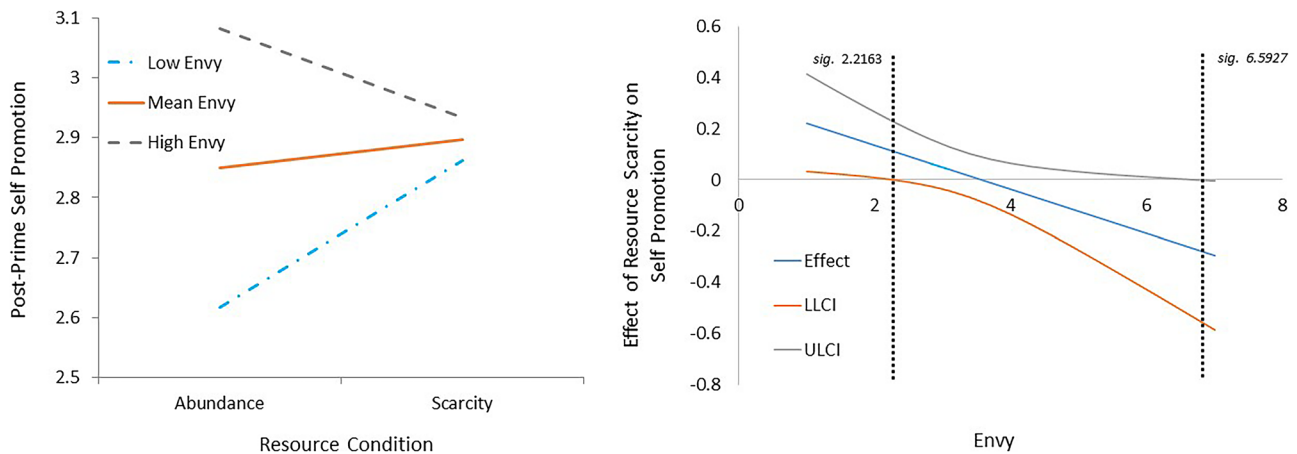 3.1
3
2.9
2.8
2.7
2.6
2.5
Post-Prime Self Promotion
Low Envy
Mean Envy
High Envy
Abundance
Scarcity
Resource Condition
0.6
0.4
0.2
0
-0.2
-0.4
-0.6
-0.8
Effect of Resource Scarcity on
Self Promotion
sig. 2.2163
sig. 6.5927
0
2
4
6
8
Effect
LLCI
ULCI
Envy